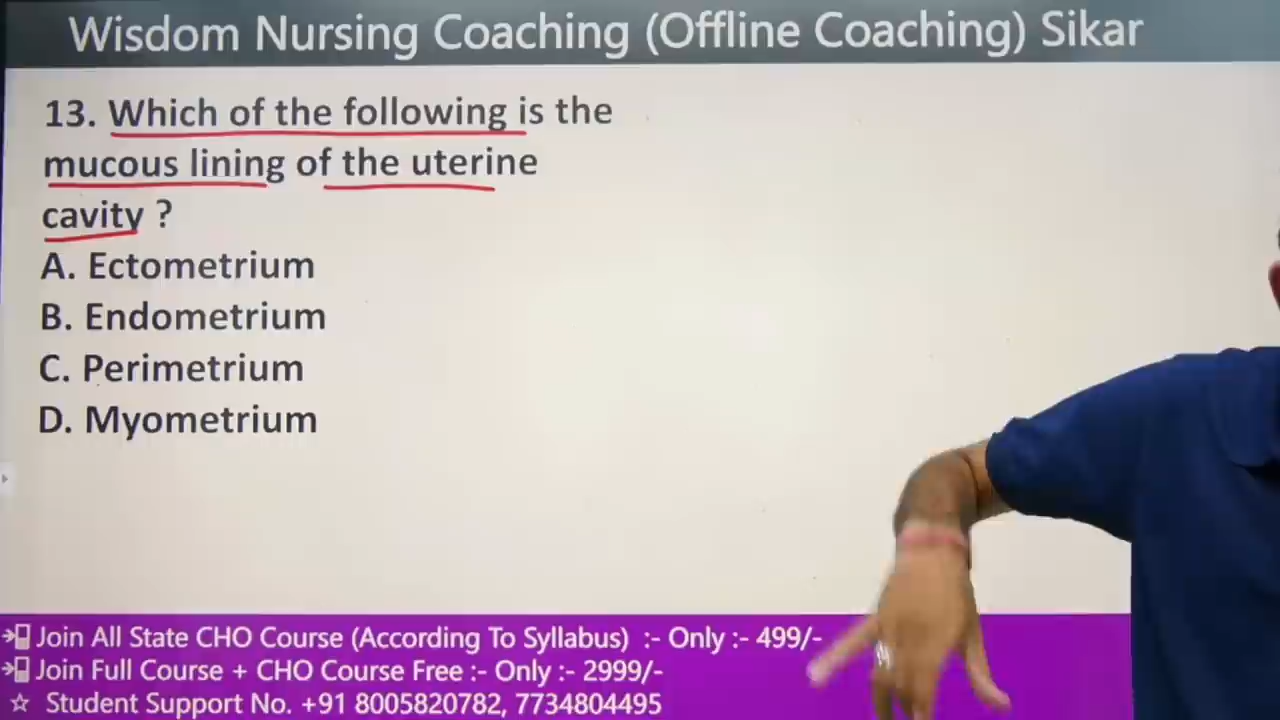 Wisdom Nursing Coaching (Offline Coaching) Sikar
13. Which of the following is the
mucous lining of the uterine
cavity ?
A. Ectometrium
B. Endometrium
C. Perimetrium
D. Myometrium
Join All State CHO Course (According To Syllabus) :- Only :- 499/-
Join Full Course + CHO Course Free :- Only :- 2999/-
☆ Student Support No. +91 8005820782, 7734804495